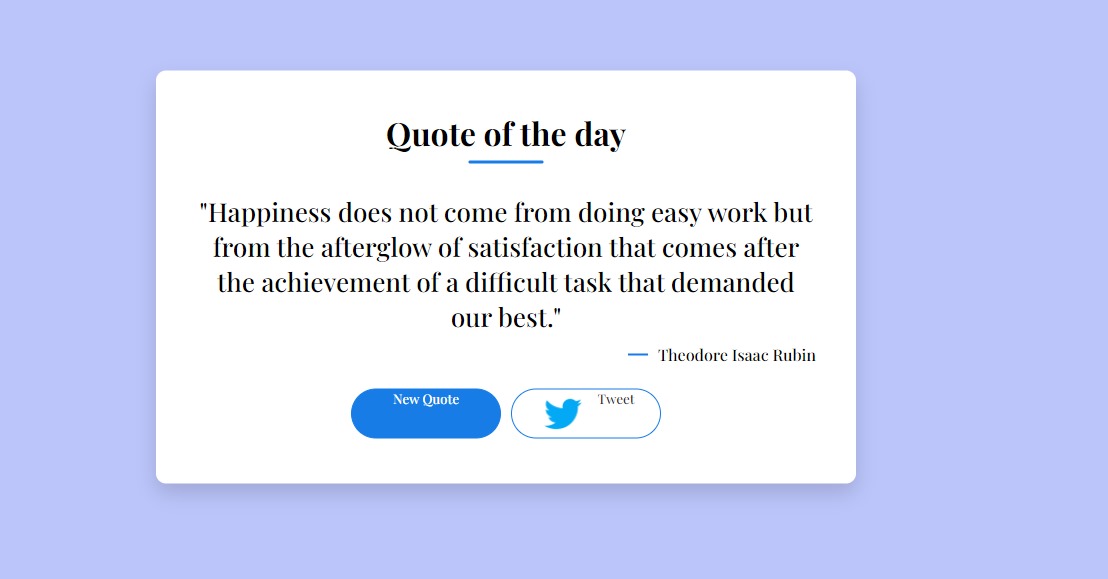 Quote of the day
"Happiness does not come from doing easy work but
from the afterglow of satisfaction that comes after
the achievement of a difficult task that demanded
our best."
— Theodore Isaac Rubin
New Quote
Tweet